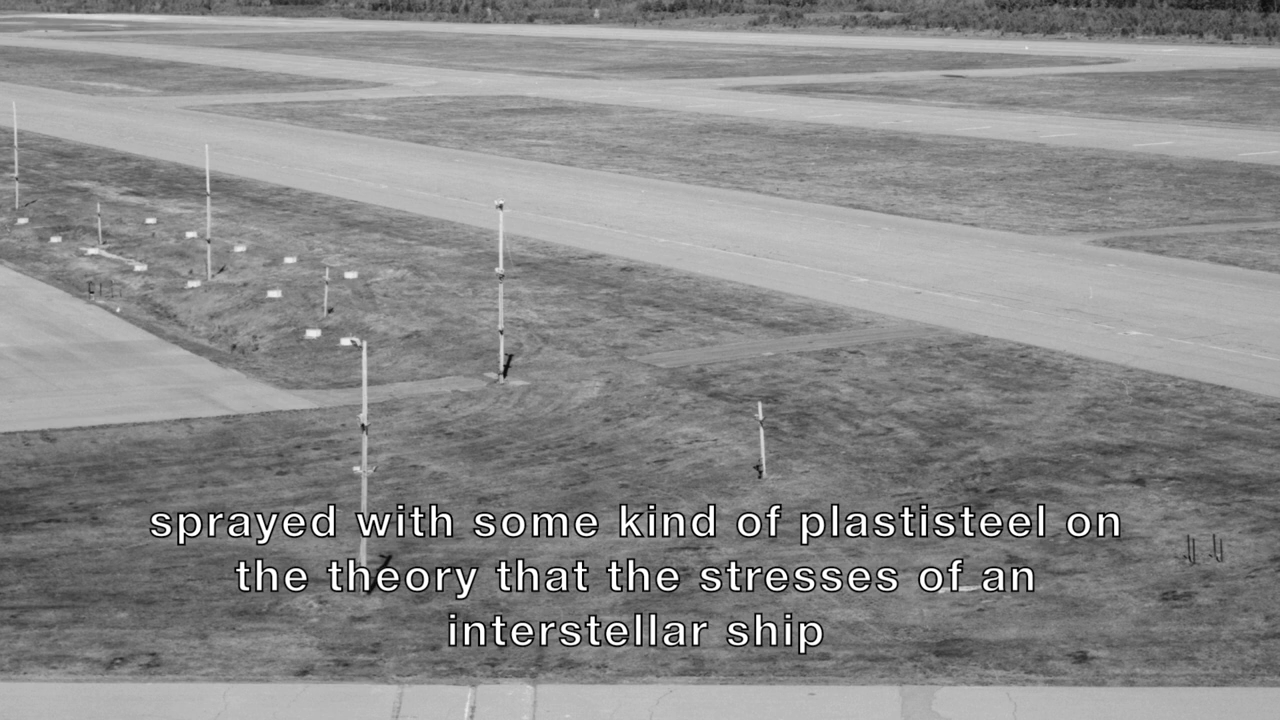 sprayed with some kind of plastisteel on
the theory that the stresses of an
interstellar ship